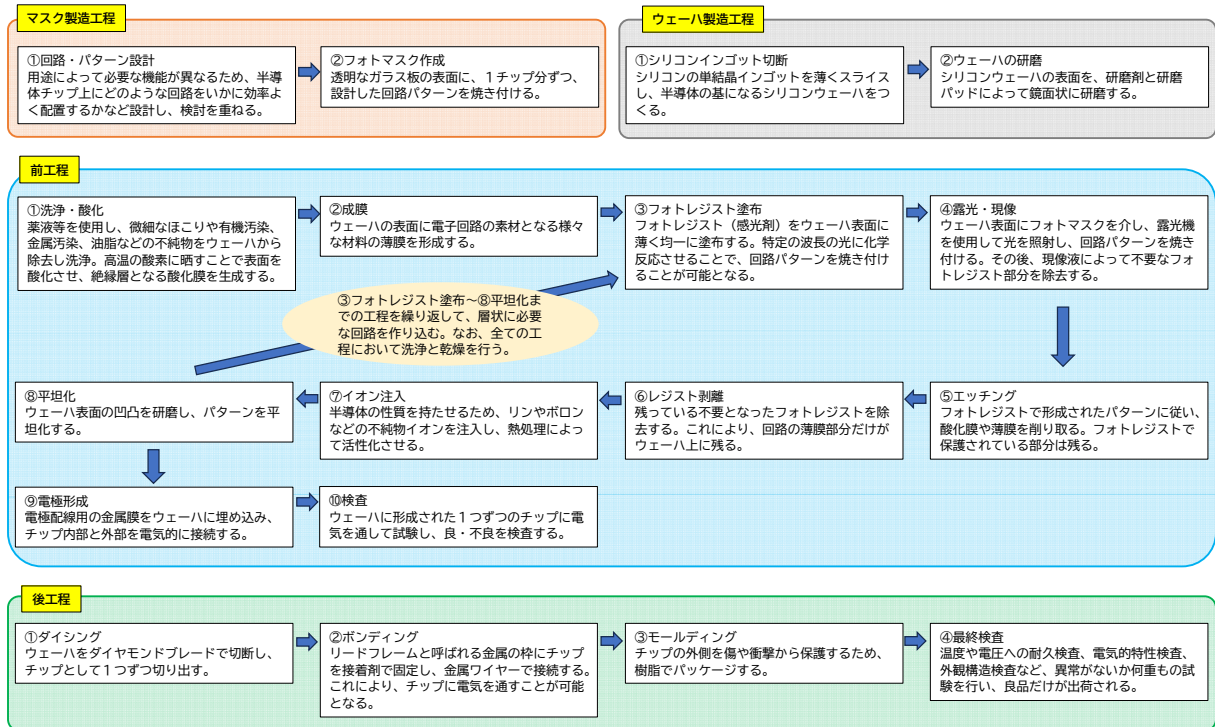 マスク製造工程
①回路・パターン設計
用途によって必要な機能が異なるため、半導
体チップ上にどのような回路をいかに効率よ
く配置するかなど設計し、検討を重ねる。
②フォトマスク作成
透明なガラス板の表面に、１チップ分ずつ、
設計した回路パターンを焼き付ける。
ウェーハ製造工程
①シリコンインゴット切断
シリコンの単結晶インゴットを薄くスライス
し、半導体の基になるシリコンウェーハをつ
くる。
②ウェーハの研磨
シリコンウェーハの表面を、研磨剤と研磨
パッドによって鏡面状に研磨する。
前工程
①洗浄・酸化
薬液等を使用し、微細なほこりや有機汚染、
金属汚染、油脂などの不純物をウェーハから
除去し洗浄。高温の酸素に晒すことで表面を
酸化させ、絶縁層となる酸化膜を生成する。
②成膜
ウェーハの表面に電子回路の素材となる様々
な材料の薄膜を形成する。
③フォトレジスト塗布
フォトレジスト（感光剤）をウェーハ表面に
薄く均一に塗布する。特定の波長の光に化学
反応させることで、回路パターンを焼き付け
ることが可能となる。
④露光・現像
ウェーハ表面にフォトマスクを介し、露光機
を使用して光を照射し、回路パターンを焼き
付ける。その後、現像液によって不要なフォ
トレジスト部分を除去する。
③フォトレジスト塗布～⑧平坦化ま
での工程を繰り返して、層状に必要
な回路を作り込む。なお、全ての工
程において洗浄と乾燥を行う。
⑧平坦化
ウェーハ表面の凹凸を研磨し、パターンを平
坦化する。
⑦イオン注入
半導体の性質を持たせるため、リンやボロン
などの不純物イオンを注入し、熱処理によっ
て活性化させる。
⑥レジスト剥離
残っている不要となったフォトレジストを除
去する。これにより、回路の薄膜部分だけが
ウェーハ上に残る。
⑤エッチング
フォトレジストで形成されたパターンに従い、
酸化膜や薄膜を削り取る。フォトレジストで
保護されている部分は残る。
⑨電極形成
電極配線用の金属膜をウェーハに埋め込み、
チップ内部と外部を電気的に接続する。
⑩検査
ウェーハに形成された１つずつのチップに電
気を通して試験し、良・不良を検査する。
後工程
①ダイシング
ウェーハをダイヤモンドブレードで切断し、
チップとして１つずつ切り出す。
②ボンディング
リードフレームと呼ばれる金属の枠にチップ
を接着剤で固定し、金属ワイヤーで接続する。
これにより、チップに電気を通すことが可能
となる。
③モールディング
チップの外側を傷や衝撃から保護するため、
樹脂でパッケージする。
④最終検査
温度や電圧への耐久検査、電気的特性検査、
外観構造検査など、異常がないか何重もの試
験を行い、良品だけが出荷される。